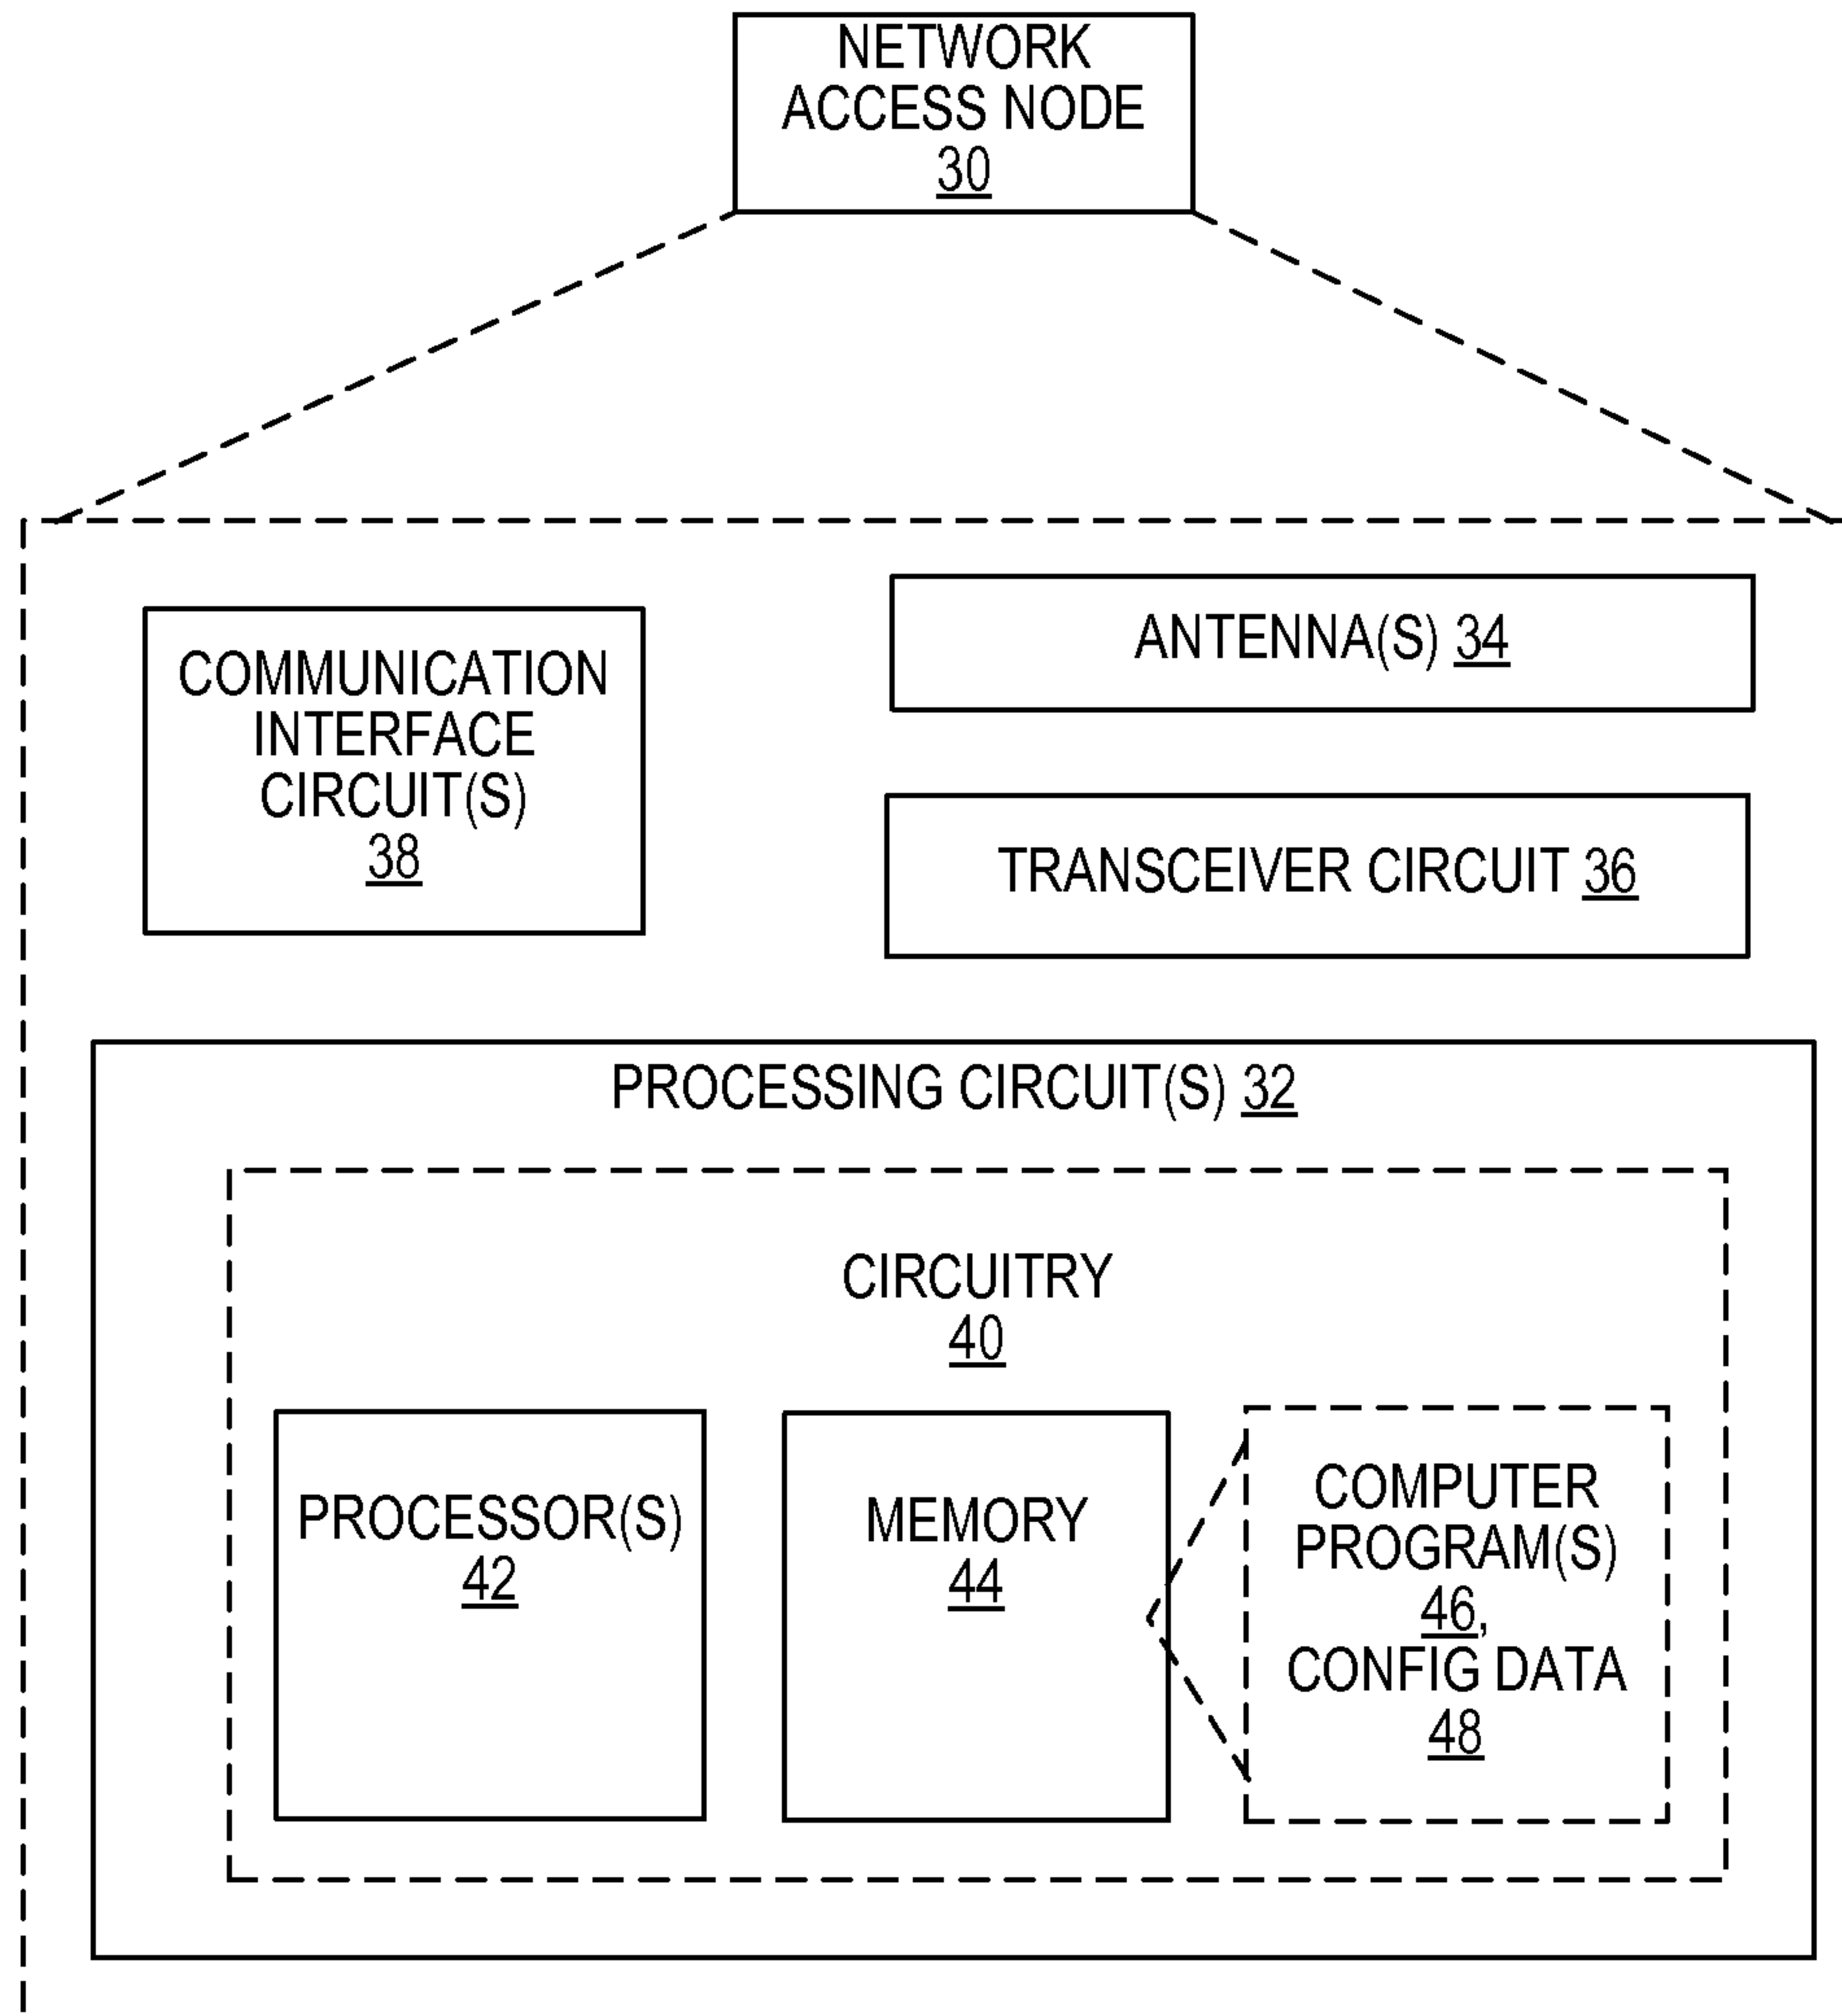 NETWORK
ACCESS NODE
30
COMMUNICATION
INTERFACE
CIRCUIT(S)
38
ANTENNA(S) 34
TRANSCEIVER CIRCUIT 36
PROCESSING CIRCUIT(S) 32
CIRCUITRY
40
PROCESSOR(S)
42
MEMORY
44
COMPUTER
PROGRAM(S)
46,
CONFIG DATA
48